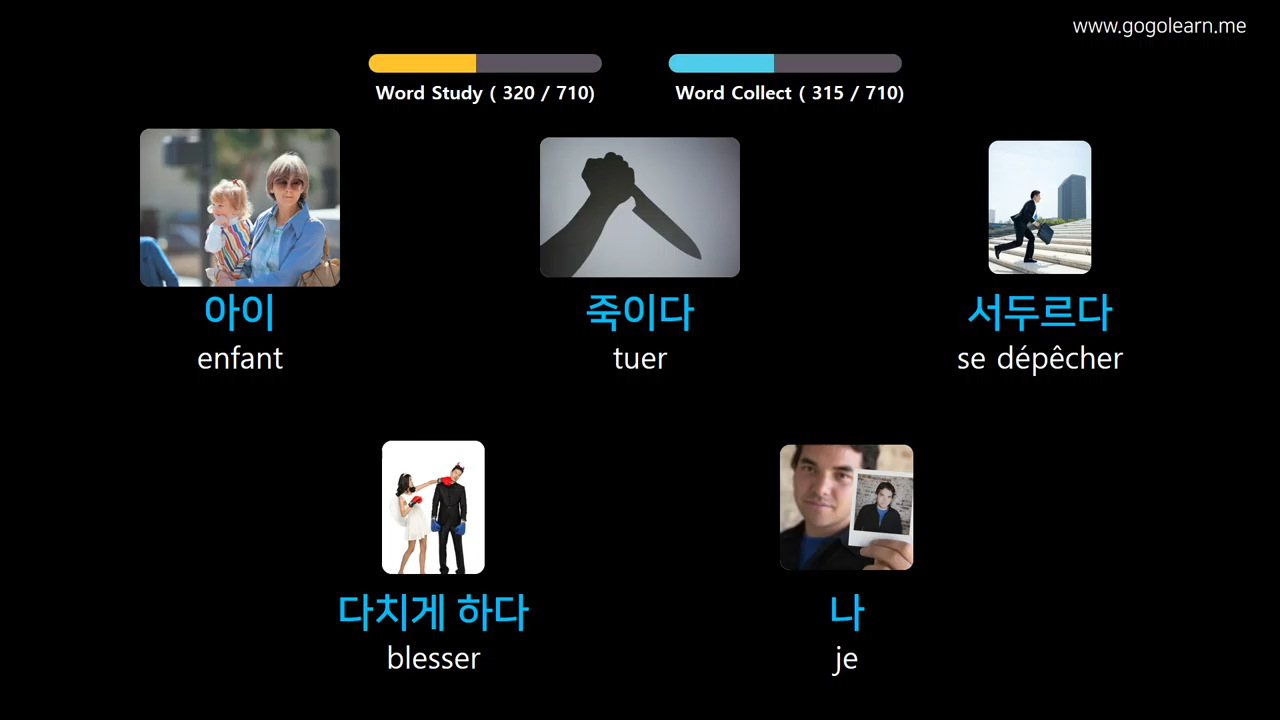 www.gogolearn.me
Word Study ( 320 / 710)
Word Collect ( 315 / 710)
아이
enfant
죽이다
tuer
서두르다
se dépêcher
다치게 하다
blesser
나
je